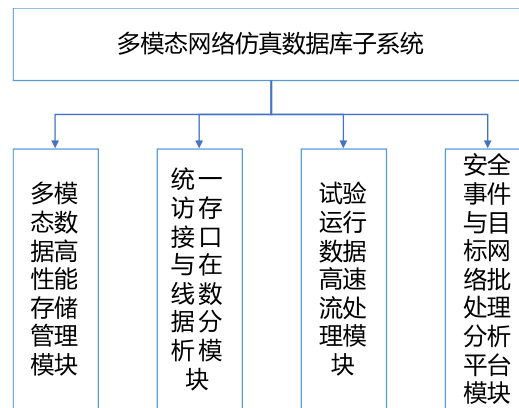 多模态网络仿真数据库子系统
多模
态数
据高
性能
存储
管理
模块
统一
访存
接口
与在
线数
据分
析模
块
试验
运行
数据
高速
流处
理模
块
安全
事件
与目
标网
络批
处理
分析
平台
模块